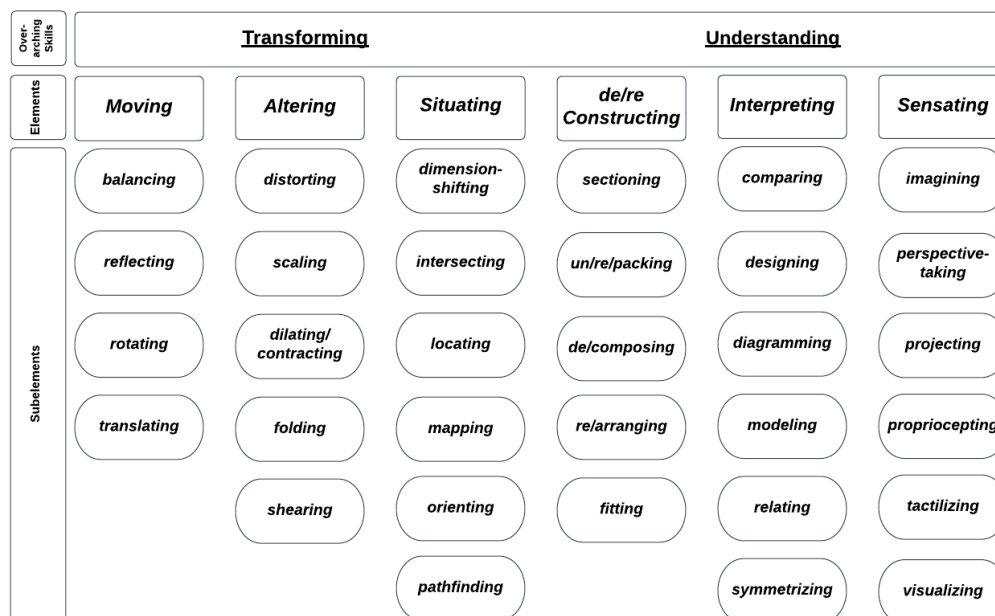 Over-
arching
Skills
Transforming
Understanding
Elements
Moving
Altering
Situating
de/re
Constructing
Interpreting
Sensating
Subelements
balancing
distorting
dimension-
shifting
sectioning
comparing
imagining
reflecting
scaling
intersecting
un/re/packing
designing
perspective-
taking
rotating
dilating/
contracting
locating
de/composing
diagramming
projecting
translating
folding
mapping
re/arranging
modeling
propriocepting
shearing
orienting
fitting
relating
tactilizing
pathfinding
symmetrizing
visualizing